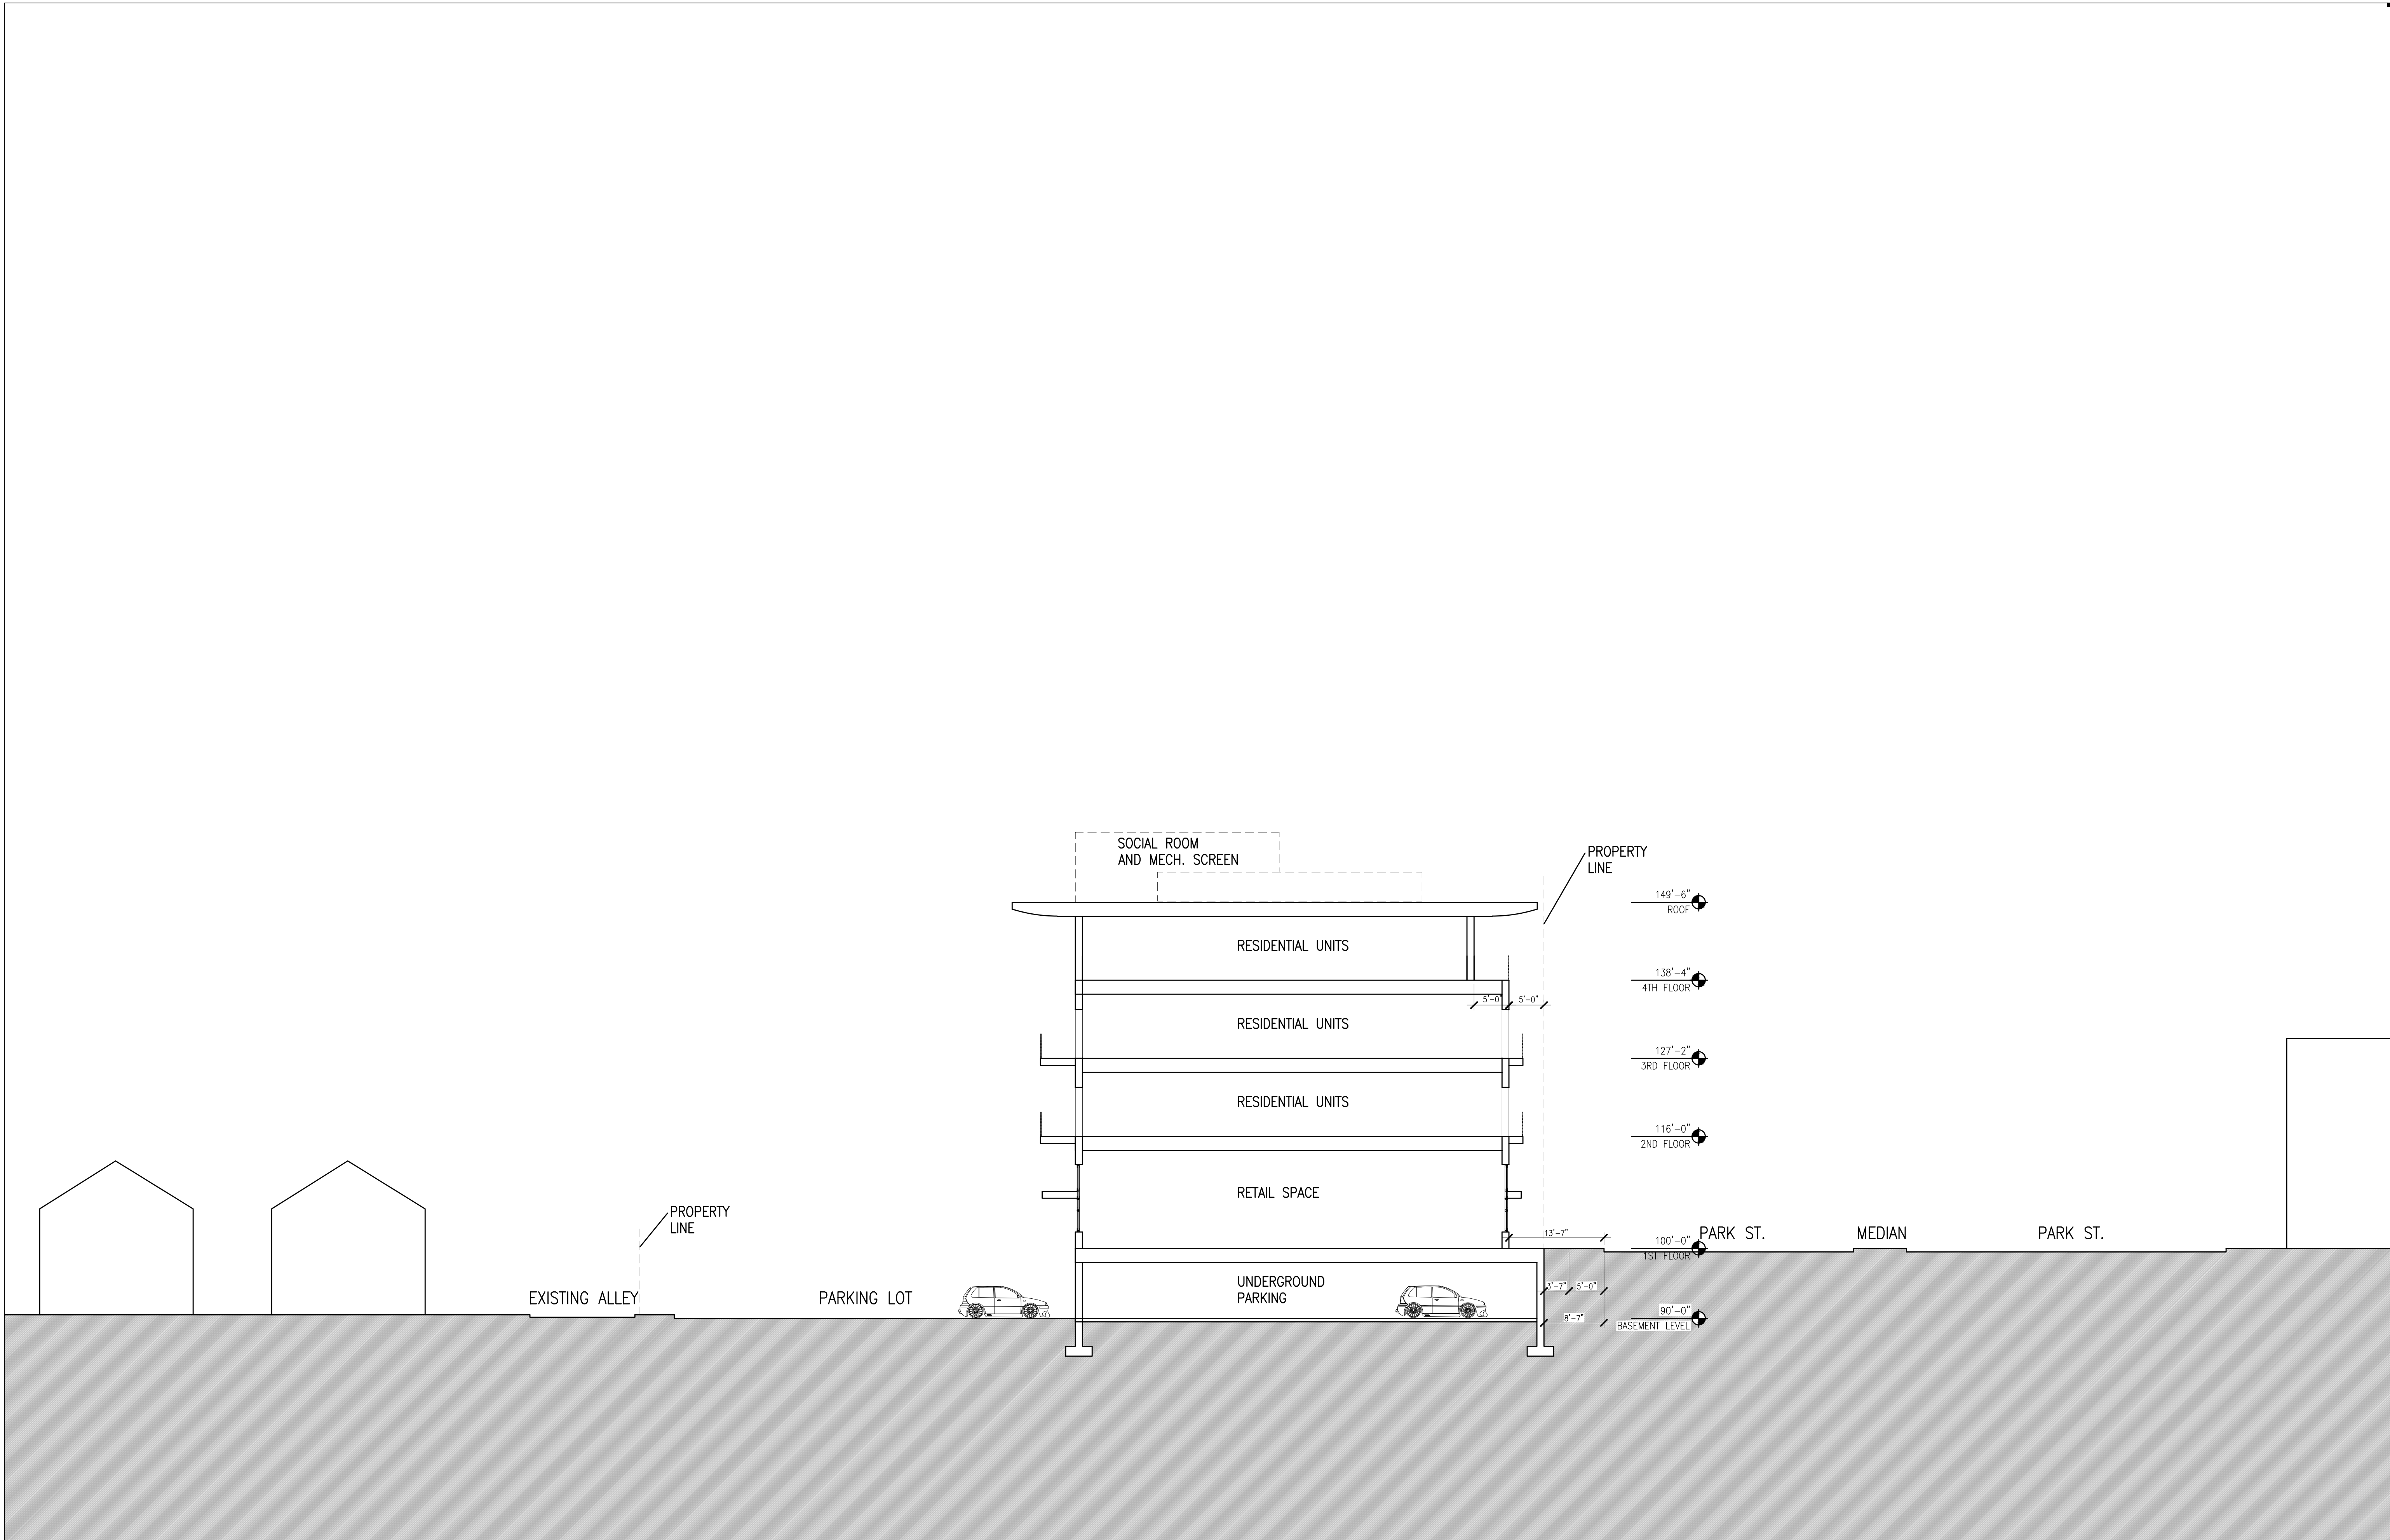 SOCIAL ROOM
AND MECH. SCREEN
PROPERTY
LINE
149'-6"
ROOF
RESIDENTIAL UNITS
138'-4"
4TH FLOOR
5'-0"
5'-0"
RESIDENTIAL UNITS
127'-2"
3RD FLOOR
RESIDENTIAL UNITS
116'-0"
2ND FLOOR
RETAIL SPACE
PROPERTY
LINE
13'-7"
PARK ST.
MEDIAN
PARK ST.
100'-0"
1ST FLOOR
EXISTING ALLEY
PARKING LOT
UNDERGROUND
PARKING
3'-7"
5'-0"
90'-0"
BASEMENT LEVEL
8'-7"